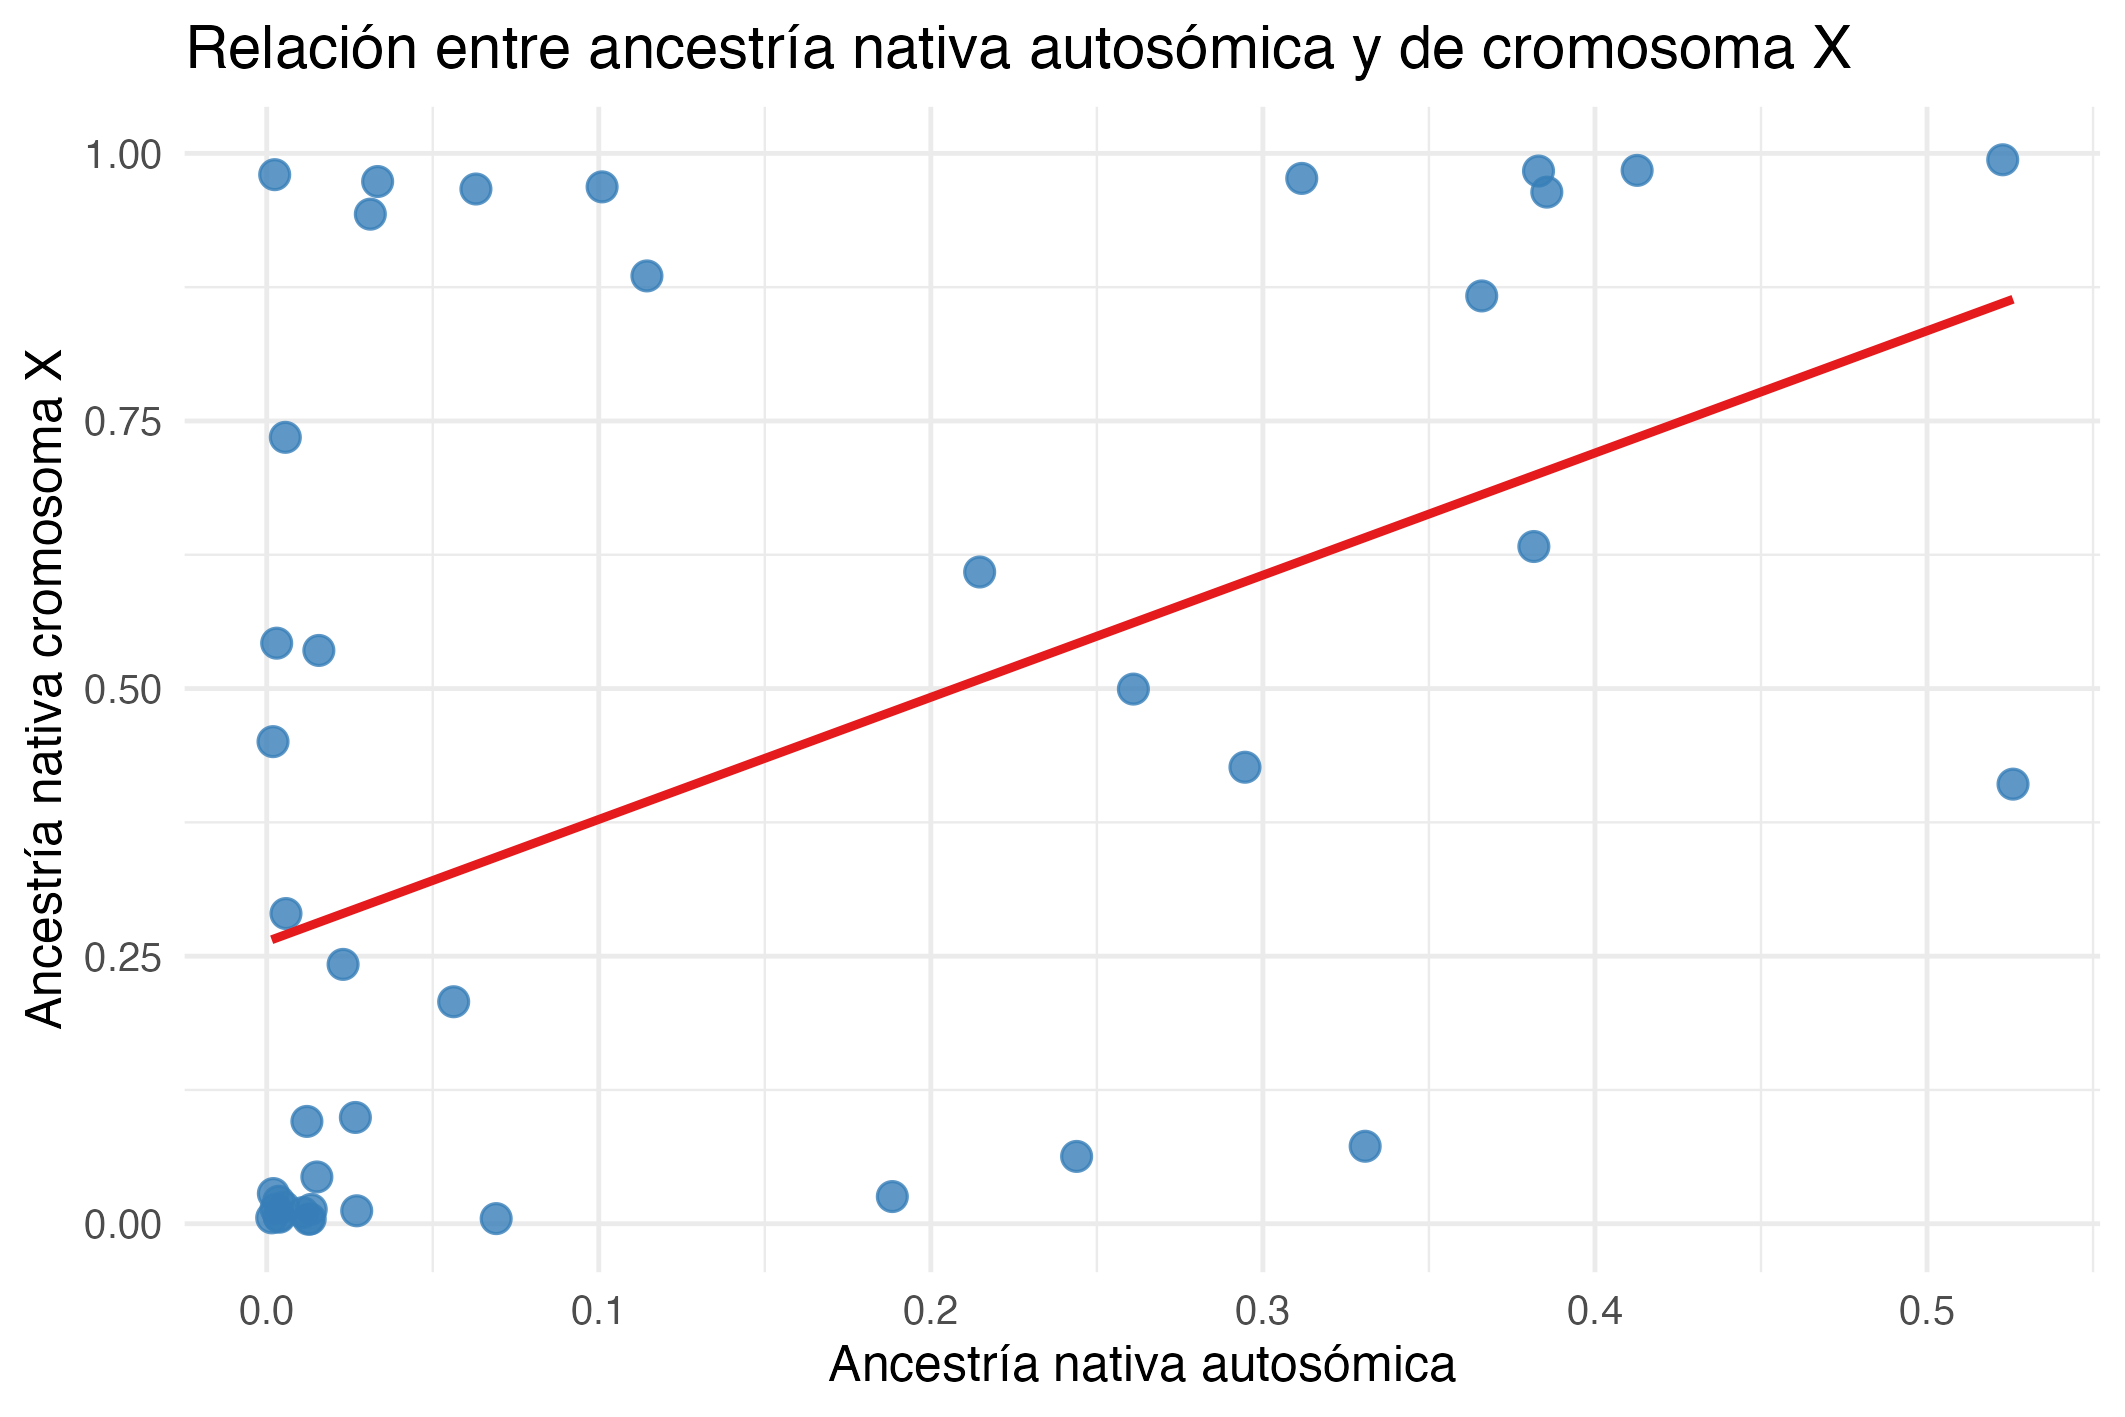 Relación entre ancestría nativa autosómica y de cromosoma X
Ancestría nativa cromosoma X
1.00
0.75
0.50
0.25
0.00
0.0 0.1 0.2 0.3 0.4 0.5
Ancestría nativa autosómica